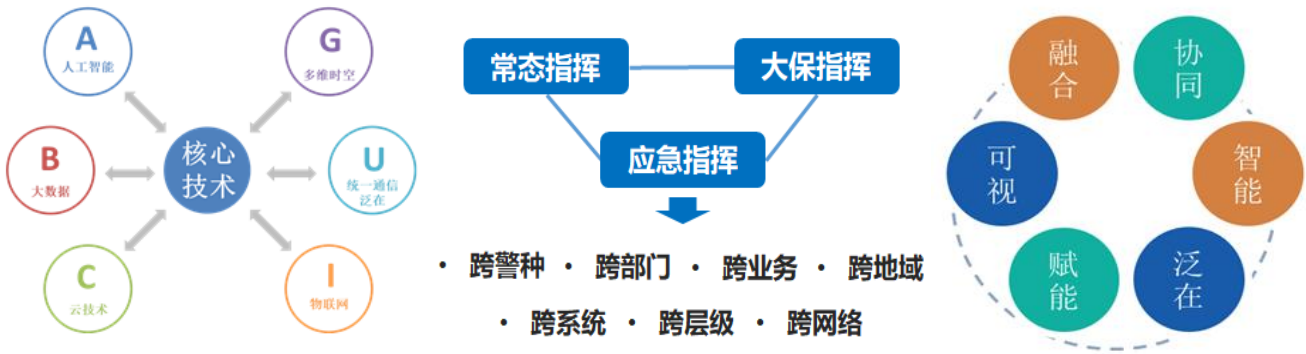 A
人工智能
G
多维时空
B
大数据
核心
技术
U
统一通信
泛在
C
云技术
I
物联网
常态指挥
大保指挥
应急指挥
· 跨警种 · 跨部门 · 跨业务 · 跨地域
· 跨系统 · 跨层级 · 跨网络
融
合
协
同
可
视
智
能
赋
能
泛
在